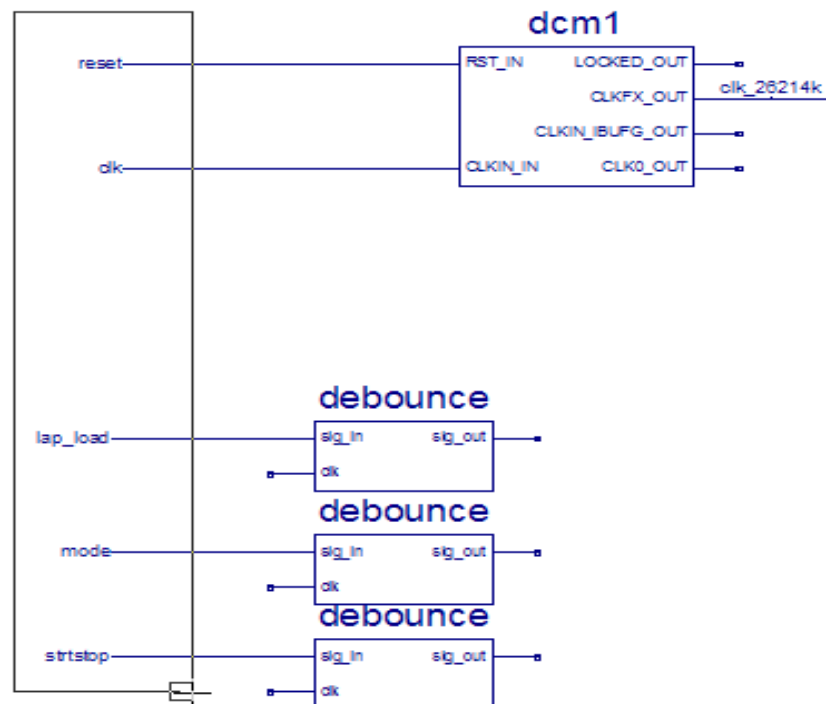 dcm1
reset RST_IN LOCKED_OUT
CLKFX_OUT clk_26214k
CLKIN_IBUFG_OUT
clk CLKIN_IN CLK0_OUT
debounce
lap_load sig_in sig_out
clk
debounce
mode sig_in sig_out
clk
debounce
strtstop sig_in sig_out
clk